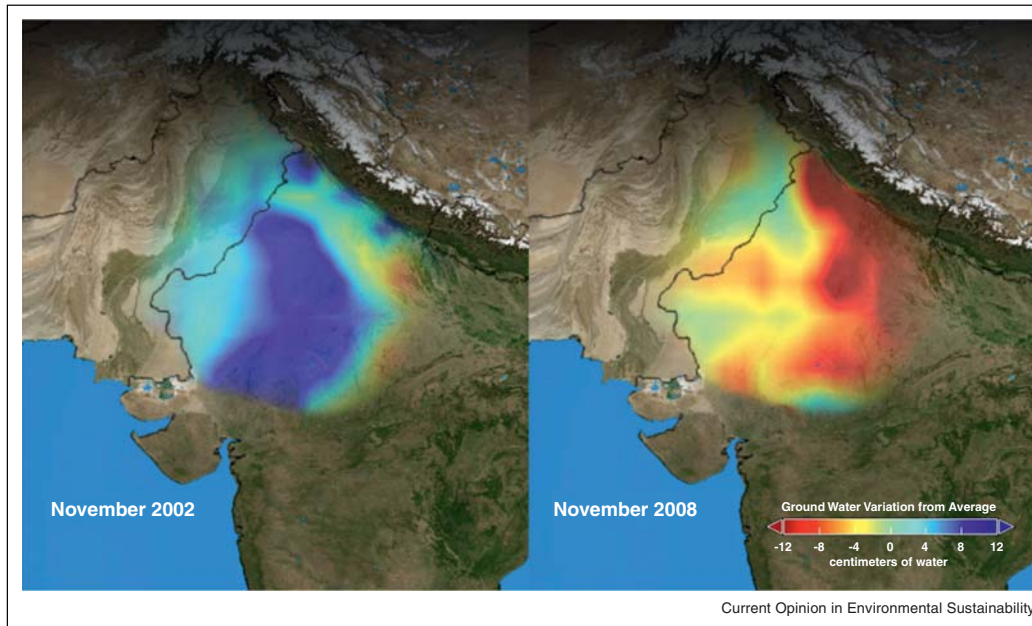 November 2002
November 2008
Ground Water Variation from Average
-12 -8 -4 0 4 8 12
centimeters of water
Current Opinion in Environmental Sustainability